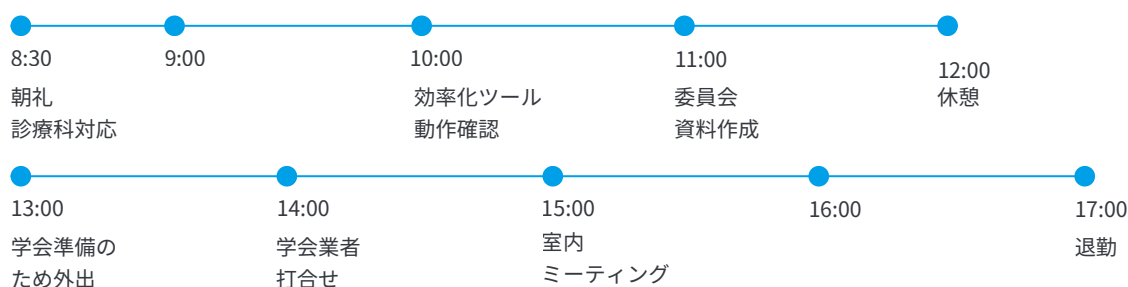 8:30 9:00 10:00 11:00 12:00
朝礼 効率化ツール 委員会 休憩
診療科対応 動作確認 資料作成
13:00 14:00 15:00 16:00 17:00
学会準備の 学会業者 室内 退勤
ため外出 打合せ ミーティング